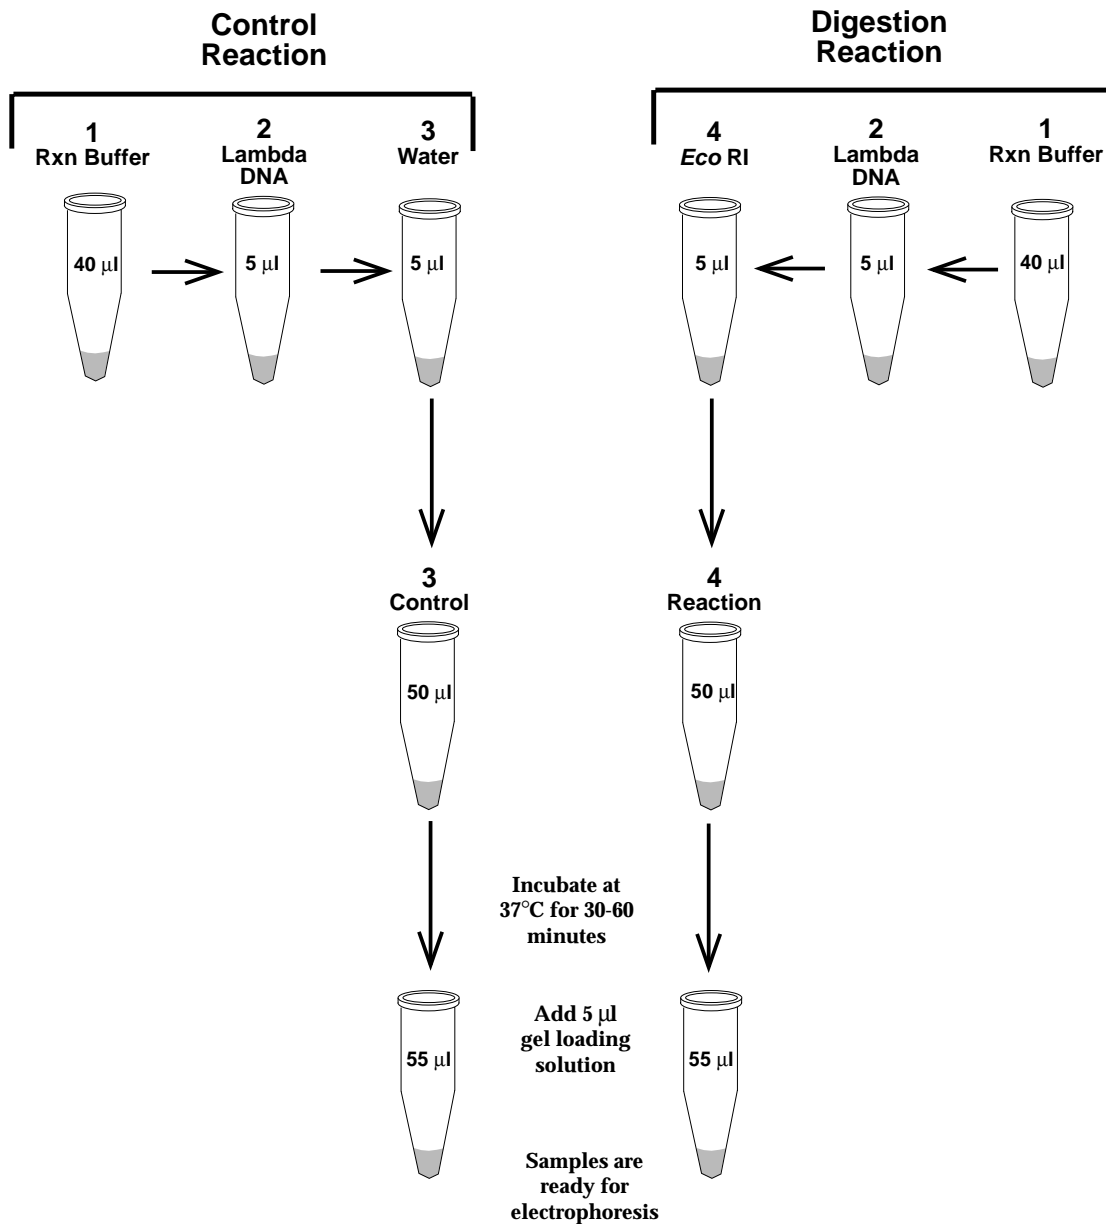 Control
Reaction
Digestion
Reaction
1
Rxn Buffer
2
Lambda
DNA
3
Water
4
Eco RI
2
Lambda
DNA
1
Rxn Buffer
40 µl
5 µl
5 µl
5 µl
5 µl
40 µl
3
Control
4
Reaction
50 µl
50 µl
Incubate at
37°C for 30-60
minutes
Add 5 µl
gel loading
solution
55 µl
55 µl
Samples are
ready for
electrophoresis